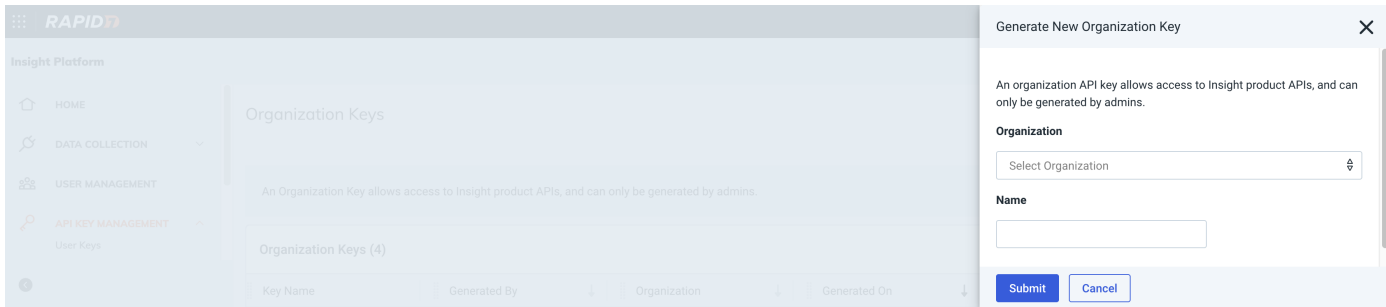 RAPID7
Insight Platform
HOME
DATA COLLECTION
USER MANAGEMENT
API KEY MANAGEMENT
User Keys
Organization Keys
An Organization Key allows access to Insight product APIs, and can only be generated by admins.
Organization Keys (4)
Key Name
Generated By
Organization
Generated On
Generate New Organization Key
An organization API key allows access to Insight product APIs, and can
only be generated by admins.
Organization
Select Organization
Name
Submit
Cancel